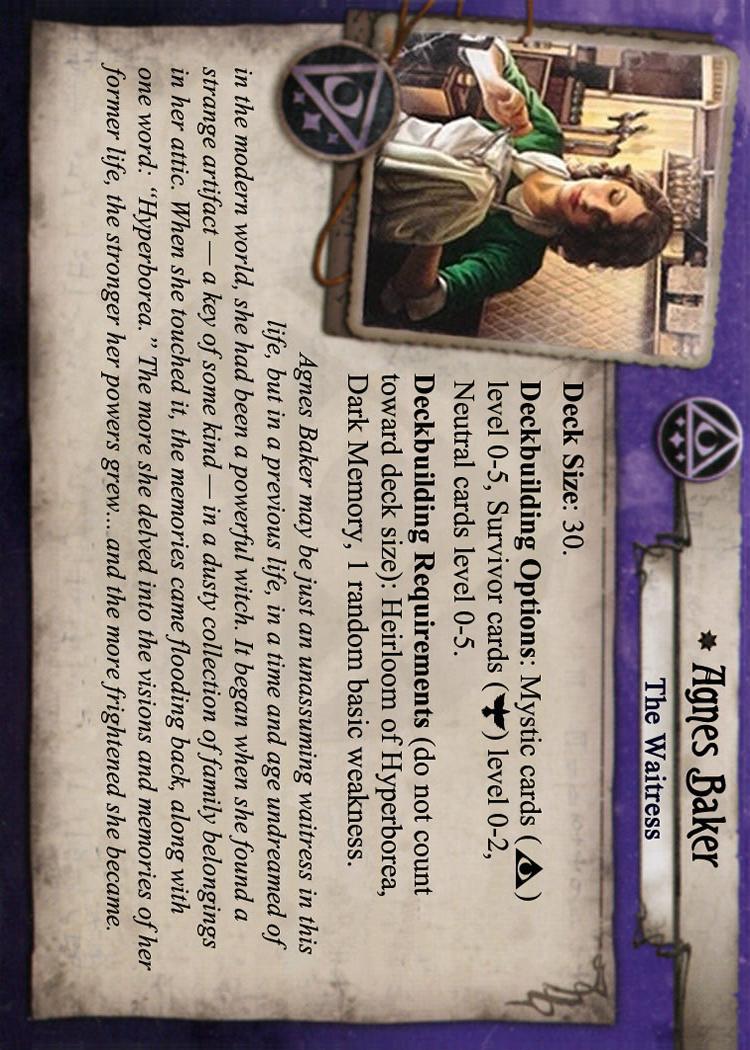 Agnes Baker
The Waitress
Deck Size: 30.
Deckbuilding Options: Mystic cards ( )
level 0-5, Survivor cards ( ) level 0-2,
Neutral cards level 0-5.
Deckbuilding Requirements (do not count
toward deck size): Heirloom of Hyperborea,
Dark Memory, 1 random basic weakness.
Agnes Baker may be just an unassuming waitress in this
life, but in a previous life, in a time and age undreamed of
in the modern world, she had been a powerful witch. It began when she found a
strange artifact — a key of some kind — in a dusty collection of family belongings
in her attic. When she touched it, the memories came flooding back, along with
one word: “Hyperborea.” The more she delved into the visions and memories of her
former life, the stronger her powers grew... and the more frightened she became.